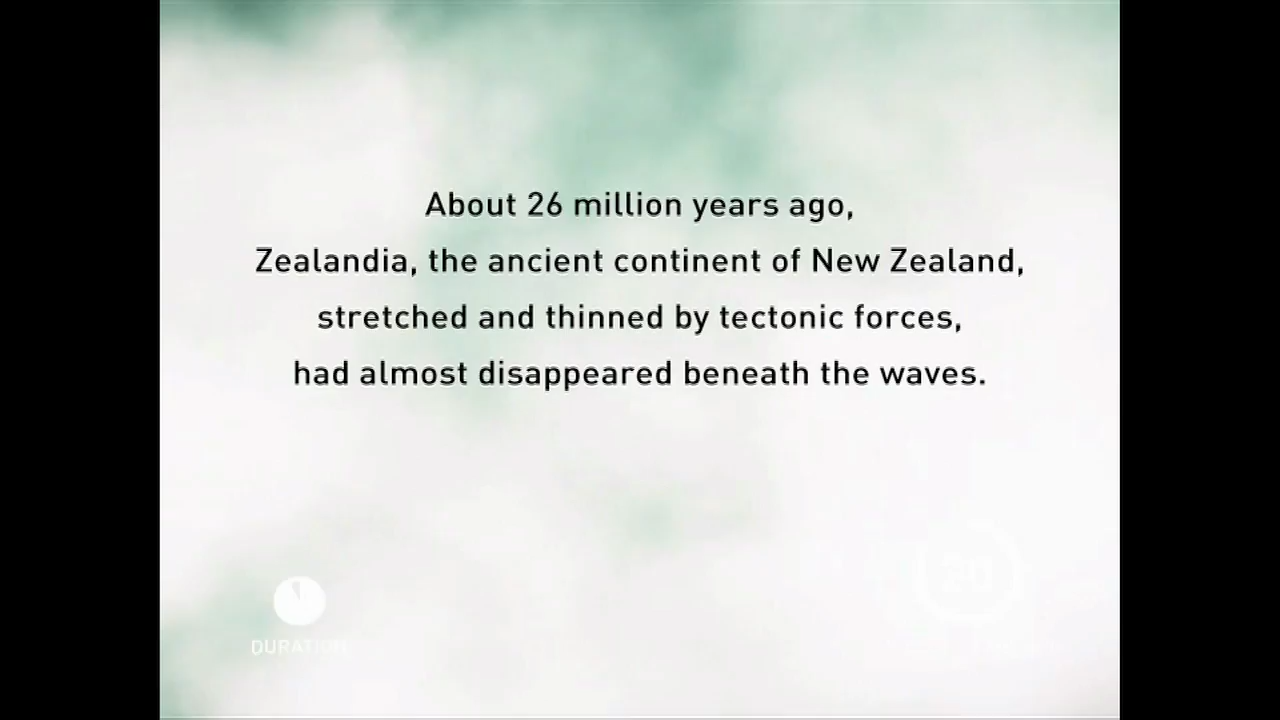 About 26 million years ago,
Zealandia, the ancient continent of New Zealand,
stretched and thinned by tectonic forces,
had almost disappeared beneath the waves.
20
DURATION